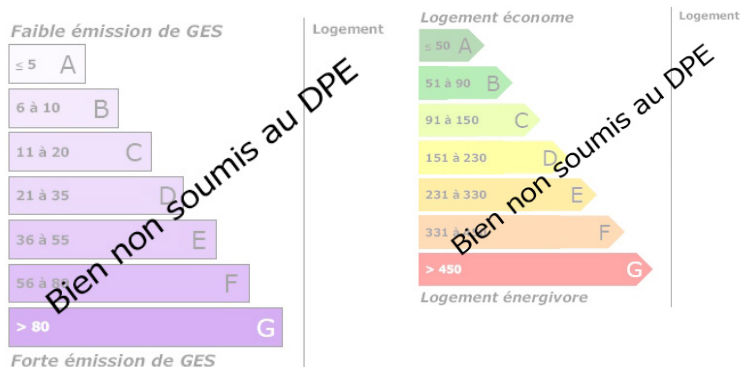 Faible émission de GES
Logement
≤ 5 A
6 à 10 B
11 à 20 C
21 à 35 D
36 à 55 E
56 à 80 F
> 80 G
Forte émission de GES
Bien non soumis au DPE
Logement économe
Logement
≤ 50 A
51 à 90 B
91 à 150 C
151 à 230 D
231 à 330 E
331 à F
> 450 G
Logement énergivore
Bien non soumis au DPE